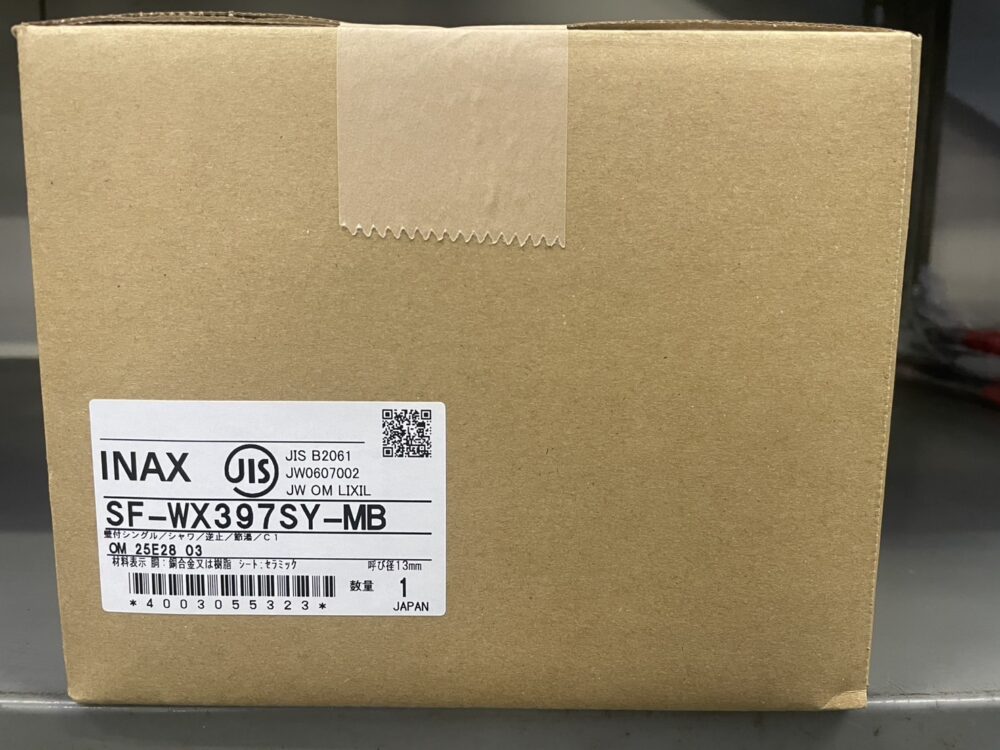 INAX
JIS
JIS B2061
JW0607002
JW OM LIXIL
SF-WX397SY-MB
壁付シングル/シャワ/逆止/節湯/C1
OM 25E28 03
材料表示 胴:銅合金又は樹脂 シート:セラミック 呼び径13mm
*4003055323* 数量 1
JAPAN